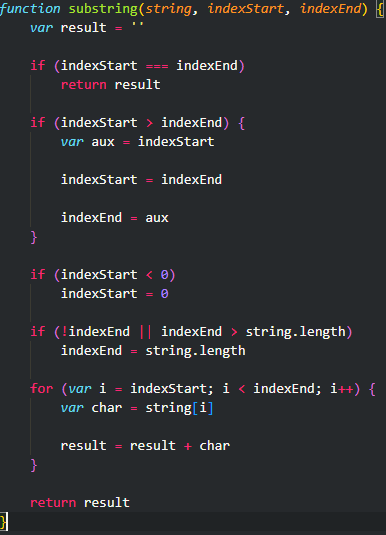 function substring(string, indexStart, indexEnd) {
    var result = ''

    if (indexStart === indexEnd)
        return result

    if (indexStart > indexEnd) {
        var aux = indexStart

        indexStart = indexEnd

        indexEnd = aux
    }

    if (indexStart < 0)
        indexStart = 0

    if (!indexEnd || indexEnd > string.length)
        indexEnd = string.length

    for (var i = indexStart; i < indexEnd; i++) {
        var char = string[i]

        result = result + char
    }

    return result
}